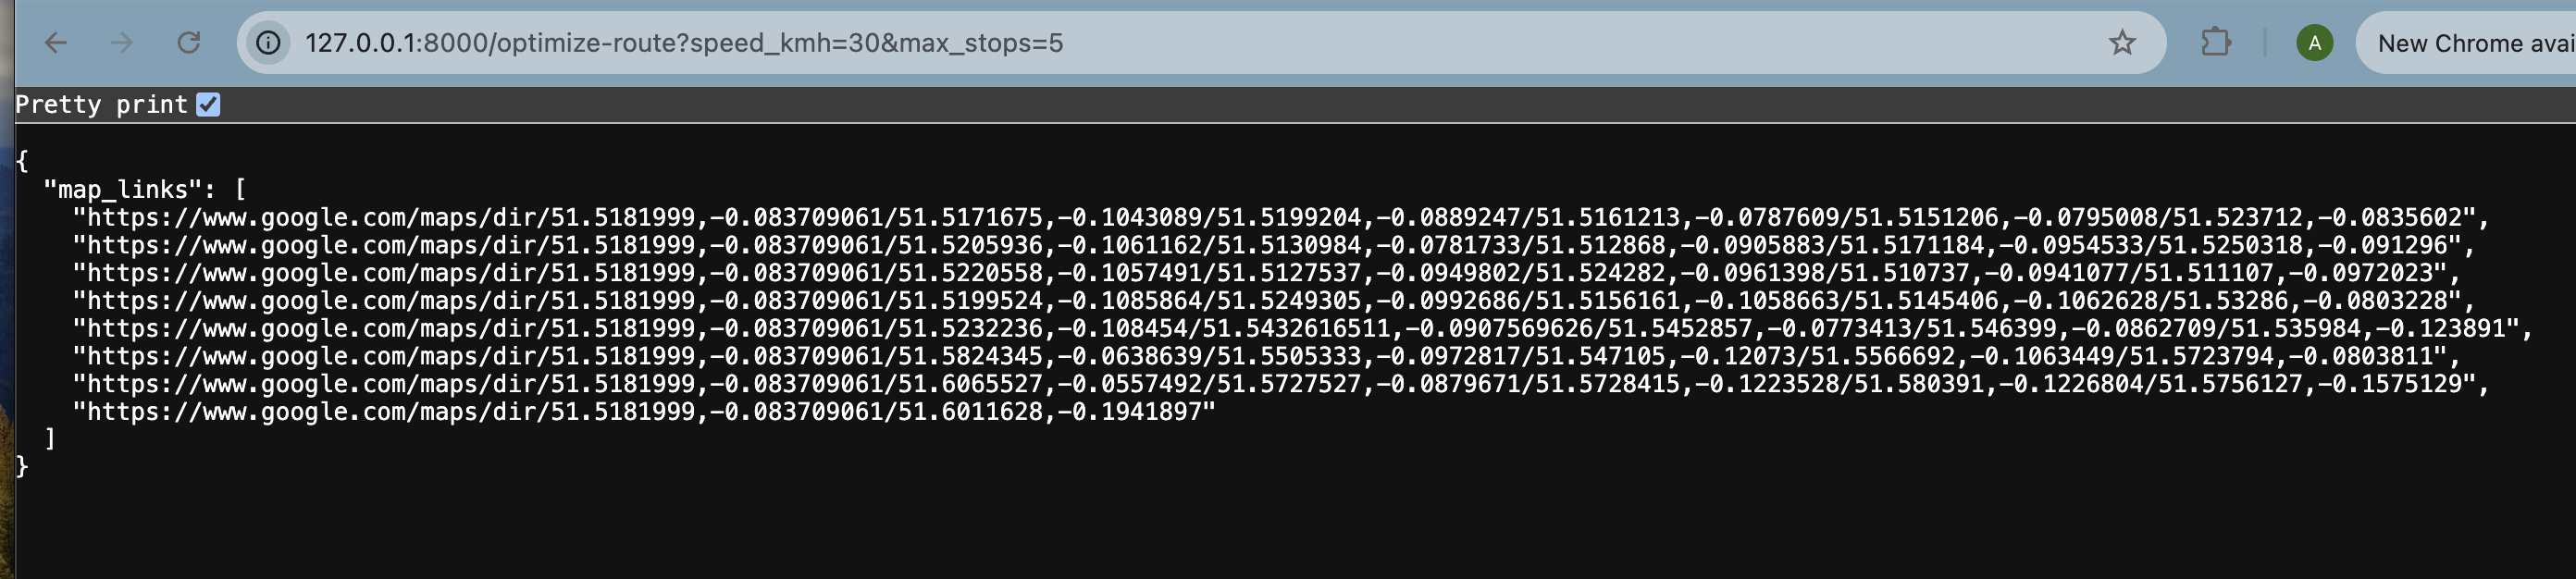 127.0.0.1:8000/optimize-route?speed_kmh=30&max_stops=5
A
New Chrome avai
Pretty print
{
"map_links": [
"https://www.google.com/maps/dir/51.5181999,-0.083709061/51.5171675,-0.1043089/51.5199204,-0.0889247/51.5161213,-0.0787609/51.5151206,-0.0795008/51.523712,-0.0835602",
"https://www.google.com/maps/dir/51.5181999,-0.083709061/51.5205936,-0.1061162/51.5130984,-0.0781733/51.512868,-0.0905883/51.5171184,-0.0954533/51.5250318,-0.091296",
"https://www.google.com/maps/dir/51.5181999,-0.083709061/51.5220558,-0.1057491/51.5127537,-0.0949802/51.524282,-0.0961398/51.510737,-0.0941077/51.511107,-0.0972023",
"https://www.google.com/maps/dir/51.5181999,-0.083709061/51.5199524,-0.1085864/51.5249305,-0.0992686/51.5156161,-0.1058663/51.5145406,-0.1062628/51.53286,-0.0803228",
"https://www.google.com/maps/dir/51.5181999,-0.083709061/51.5232236,-0.108454/51.5432616511,-0.0907569626/51.5452857,-0.0773413/51.546399,-0.0862709/51.535984,-0.123891",
"https://www.google.com/maps/dir/51.5181999,-0.083709061/51.5824345,-0.0638639/51.5505333,-0.0972817/51.547105,-0.12073/51.5566692,-0.1063449/51.5723794,-0.0803811",
"https://www.google.com/maps/dir/51.5181999,-0.083709061/51.6065527,-0.0557492/51.5727527,-0.0879671/51.5728415,-0.1223528/51.580391,-0.1226804/51.5756127,-0.1575129",
"https://www.google.com/maps/dir/51.5181999,-0.083709061/51.6011628,-0.1941897"
]
}